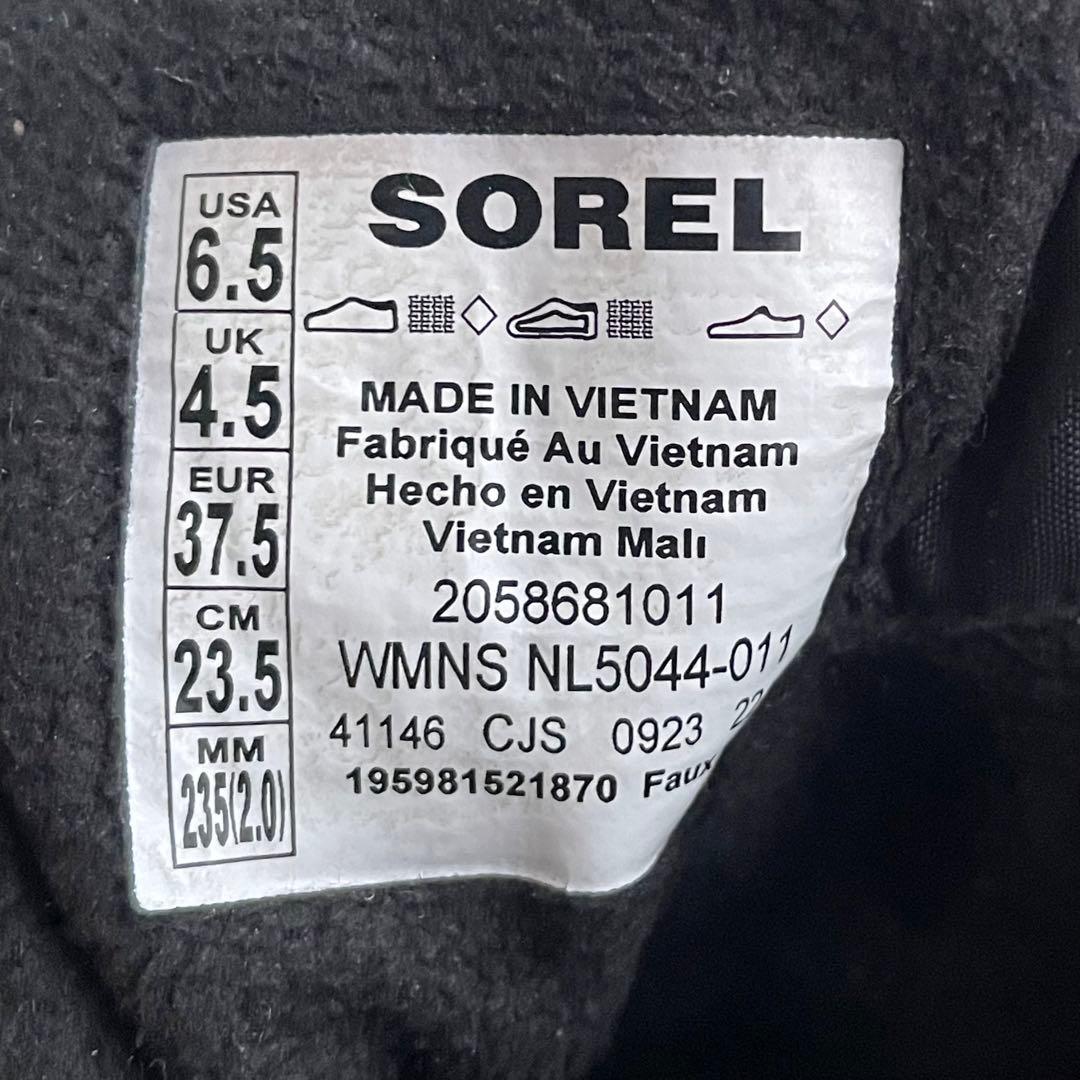 SOREL
USA
6.5
UK
4.5
EUR
37.5
CM
23.5
MM
235(2.0)
MADE IN VIETNAM
Fabriqué Au Vietnam
Hecho en Vietnam
Vietnam Malı
2058681011
WMNS NL5044-011
41146 CJS 0923
195981521870 Faux